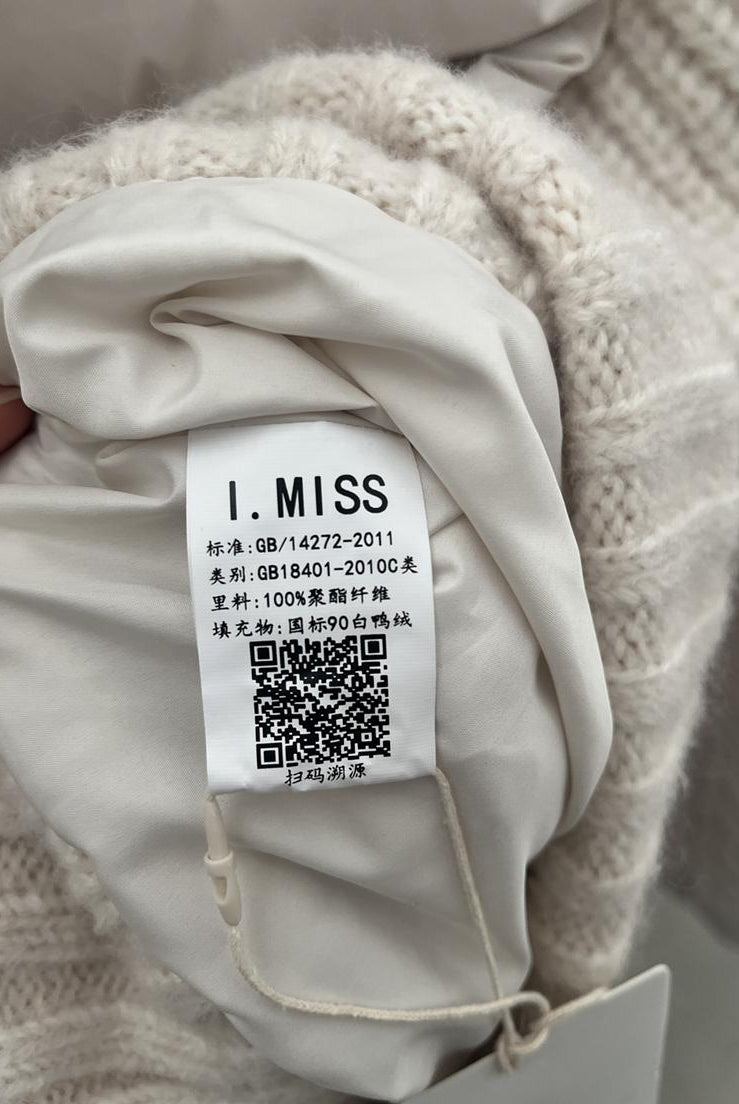 I.MISS
标准:GB/14272-2011
类别:GB18401-2010C类
里料:100%聚酯纤维
填充物:国标90白鸭绒
扫码溯源